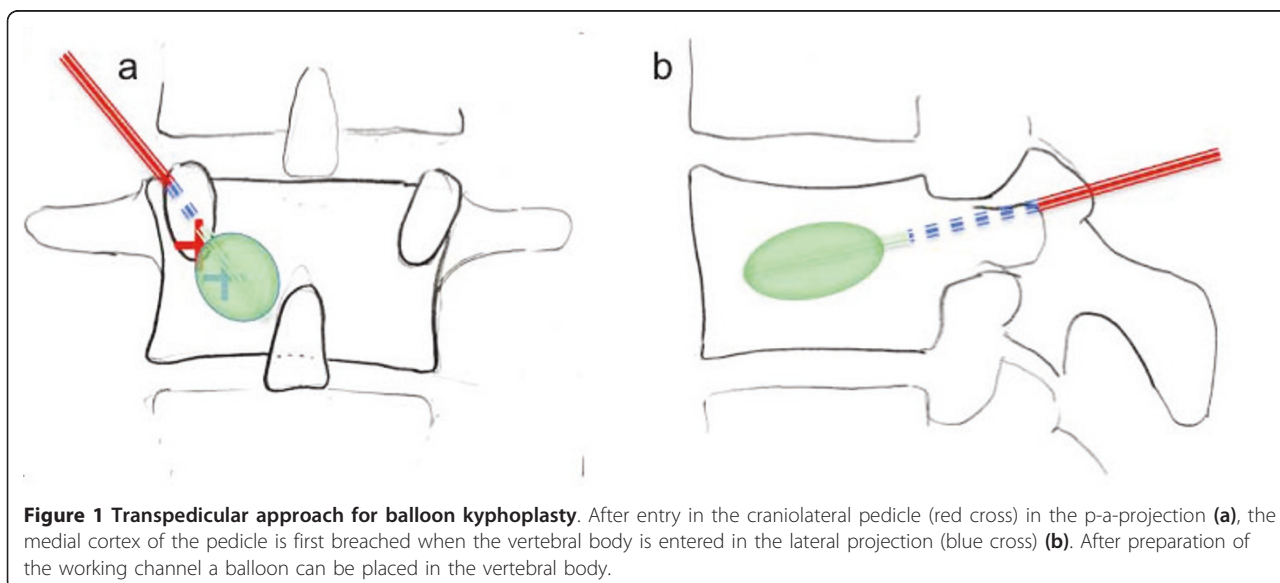 a
b
Figure 1 Transpedicular approach for balloon kyphoplasty. After entry in the craniolateral pedicle (red cross) in the p-a-projection (a), the
medial cortex of the pedicle is first breached when the vertebral body is entered in the lateral projection (blue cross) (b). After preparation of
the working channel a balloon can be placed in the vertebral body.